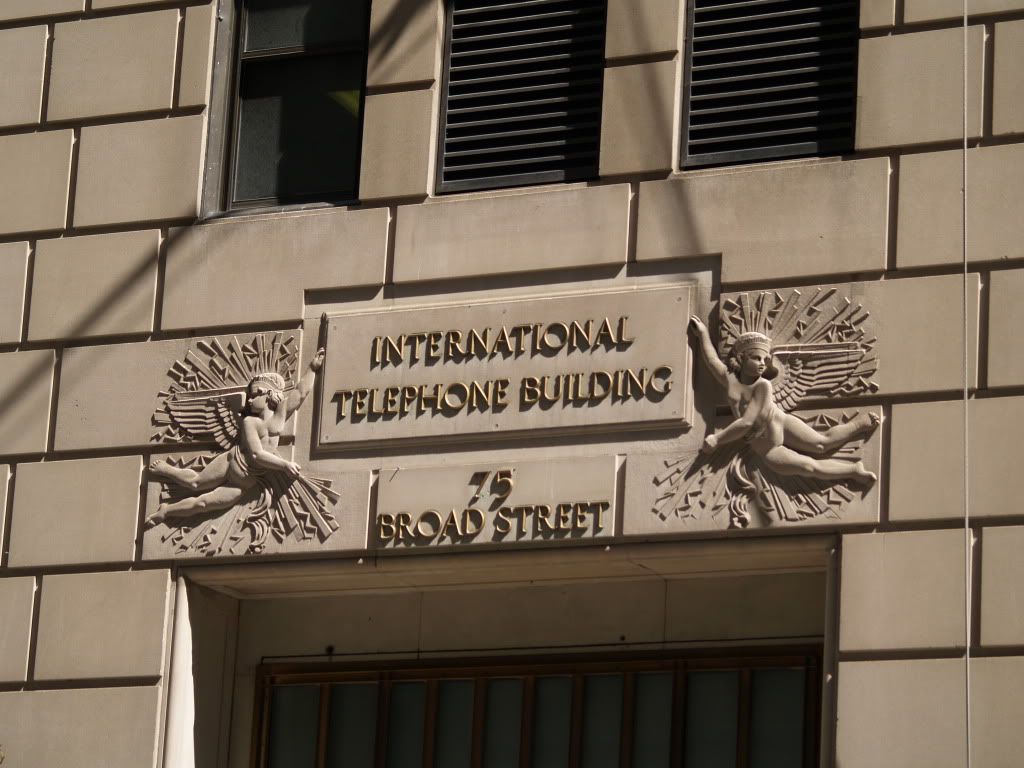 INTERNATIONAL
TELEPHONE BUILDING
75
BROAD STREET